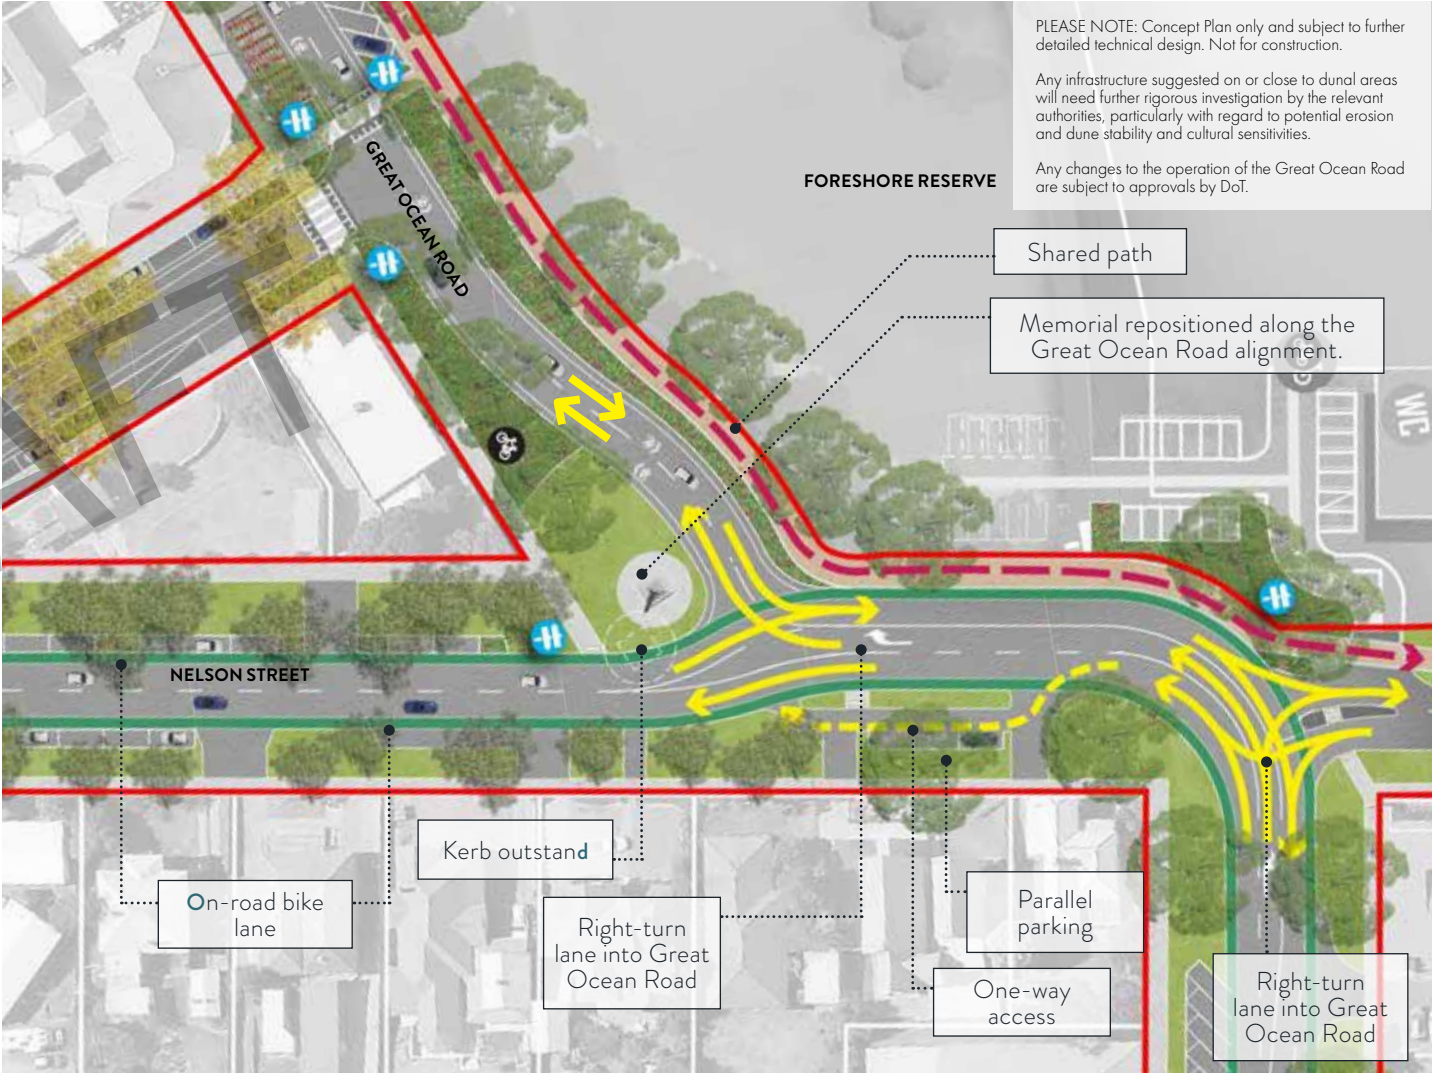 PLEASE NOTE: Concept Plan only and subject to further
detailed technical design. Not for construction.
Any infrastructure suggested on or close to dunal areas
will need further rigorous investigation by the relevant
authorities, particularly with regard to potential erosion
and dune stability and cultural sensitivities.
Any changes to the operation of the Great Ocean Road
are subject to approvals by DoT.
FORESHORE RESERVE
GREAT OCEAN ROAD
Shared path
Memorial repositioned along the
Great Ocean Road alignment.
WC
AFT
NELSON STREET
Kerb outstand
On-road bike
lane
Right-turn
lane into Great
Ocean Road
Parallel
parking
One-way
access
Right-turn
lane into Great
Ocean Road